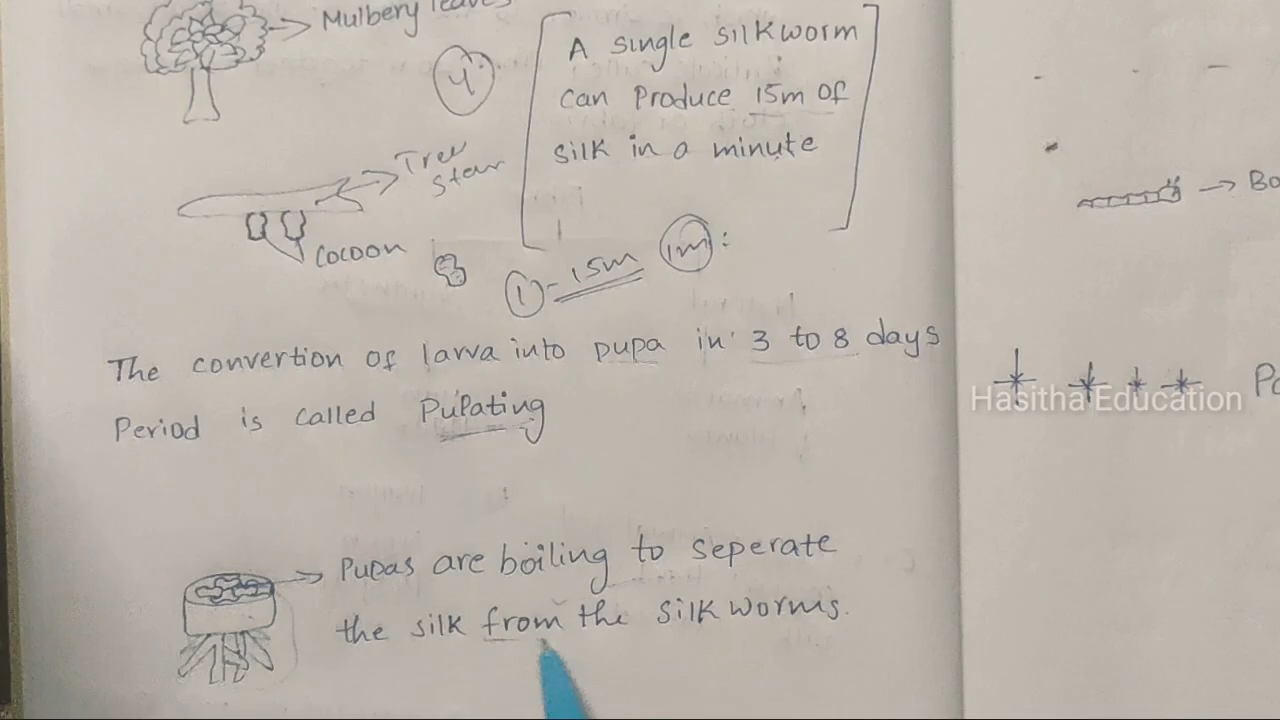 Mulbery leaves
4
A single silkworm
can produce 15m of
silk in a minute
Tree
Cocoon
1 - 15m 1m :
The convertion of larva into pupa in 3 to 8 days
Period is called Pupating
Pupas are boiling to seperate
the silk from the silkworms.
Hasitha Education